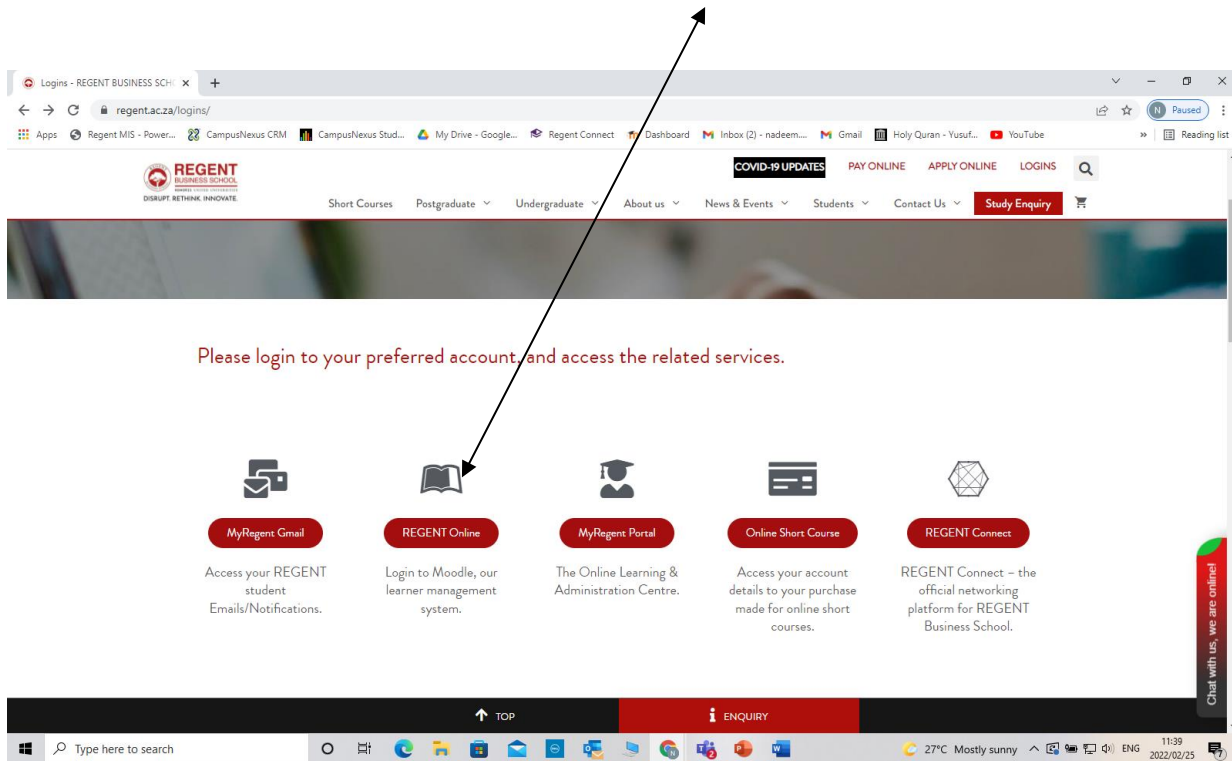 Logins - REGENT BUSINESS SCH
regent.ac.za/logins/
Paused
Apps Regent MIS - Power... CampusNexus CRM CampusNexus Stud... My Drive - Google... Regent Connect Dashboard Inbox (2) - nadeem.... Gmail Holy Quran - Yusuf... YouTube » Reading list
REGENT
BUSINESS SCHOOL
DISRUPT. RETHINK. INNOVATE.
COVID-19 UPDATES PAY ONLINE APPLY ONLINE LOGINS
Short Courses Postgraduate Undergraduate About us News & Events Students Contact Us Study Enquiry
Please login to your preferred account, and access the related services.
MyRegent Gmail
Access your REGENT
student
Emails/Notifications.
REGENT Online
Login to Moodle, our
learner management
system.
MyRegent Portal
The Online Learning &
Administration Centre.
Online Short Course
Access your account
details to your purchase
made for online short
courses.
REGENT Connect
REGENT Connect – the
official networking
platform for REGENT
Business School.
Chat with us, we are online!
TOP
ENQUIRY
Type here to search
27°C Mostly sunny
ENG
11:39
2022/02/25